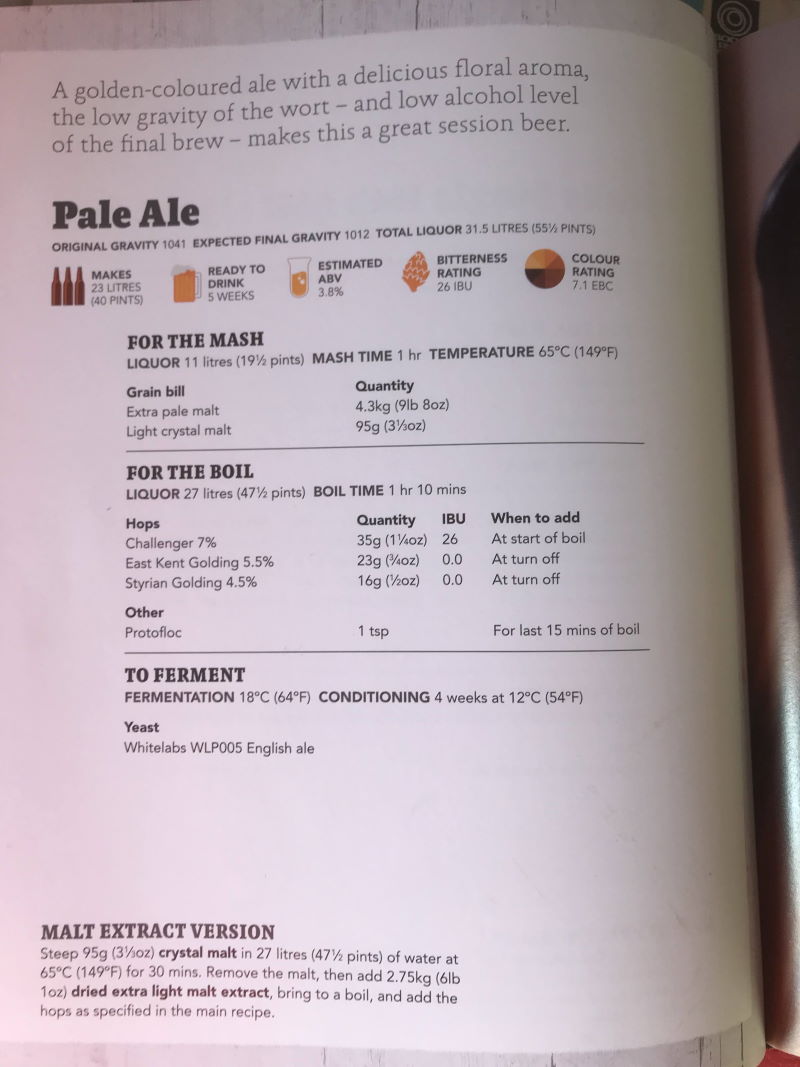 A golden-coloured ale with a delicious floral aroma,
the low gravity of the wort – and low alcohol level
of the final brew – makes this a great session beer.
Pale Ale
ORIGINAL GRAVITY 1041 EXPECTED FINAL GRAVITY 1012 TOTAL LIQUOR 31.5 LITRES (55½ PINTS)
MAKES
23 LITRES
(40 PINTS)
READY TO
DRINK
5 WEEKS
ESTIMATED
ABV
3.8%
BITTERNESS
RATING
26 IBU
COLOUR
RATING
7.1 EBC
FOR THE MASH
LIQUOR 11 litres (19½ pints) MASH TIME 1 hr TEMPERATURE 65°C (149°F)
Grain bill Quantity
Extra pale malt 4.3kg (9lb 8oz)
Light crystal malt 95g (3⅓oz)
FOR THE BOIL
LIQUOR 27 litres (47½ pints) BOIL TIME 1 hr 10 mins
Hops Quantity IBU When to add
Challenger 7% 35g (1¼oz) 26 At start of boil
East Kent Golding 5.5% 23g (¾oz) 0.0 At turn off
Styrian Golding 4.5% 16g (½oz) 0.0 At turn off
Other
Protofloc 1 tsp For last 15 mins of boil
TO FERMENT
FERMENTATION 18°C (64°F) CONDITIONING 4 weeks at 12°C (54°F)
Yeast
Whitelabs WLP005 English ale
MALT EXTRACT VERSION
Steep 95g (3⅓oz) crystal malt in 27 litres (47½ pints) of water at
65°C (149°F) for 30 mins. Remove the malt, then add 2.75kg (6lb
1oz) dried extra light malt extract, bring to a boil, and add the
hops as specified in the main recipe.